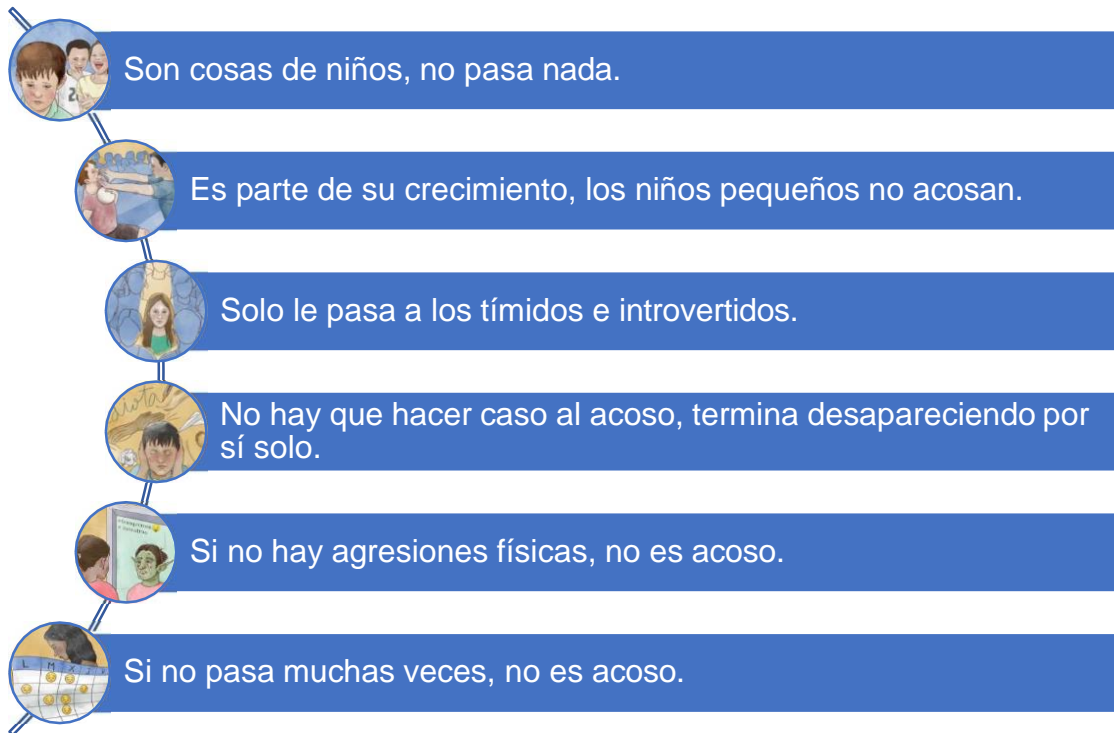 Son cosas de niños, no pasa nada.
Es parte de su crecimiento, los niños pequeños no acosan.
Solo le pasa a los tímidos e introvertidos.
No hay que hacer caso al acoso, termina desapareciendo por
sí solo.
Si no hay agresiones físicas, no es acoso.
L M X J V
Si no pasa muchas veces, no es acoso.